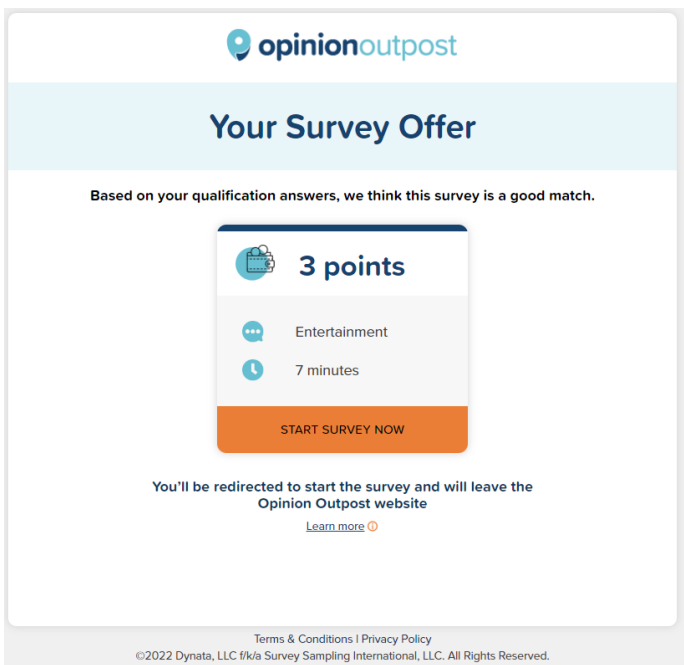 opinionoutpost
Your Survey Offer
Based on your qualification answers, we think this survey is a good match.
3 points
Entertainment
7 minutes
START SURVEY NOW
You'll be redirected to start the survey and will leave the
Opinion Outpost website
Learn more
Terms & Conditions | Privacy Policy
©2022 Dynata, LLC f/k/a Survey Sampling International, LLC. All Rights Reserved.